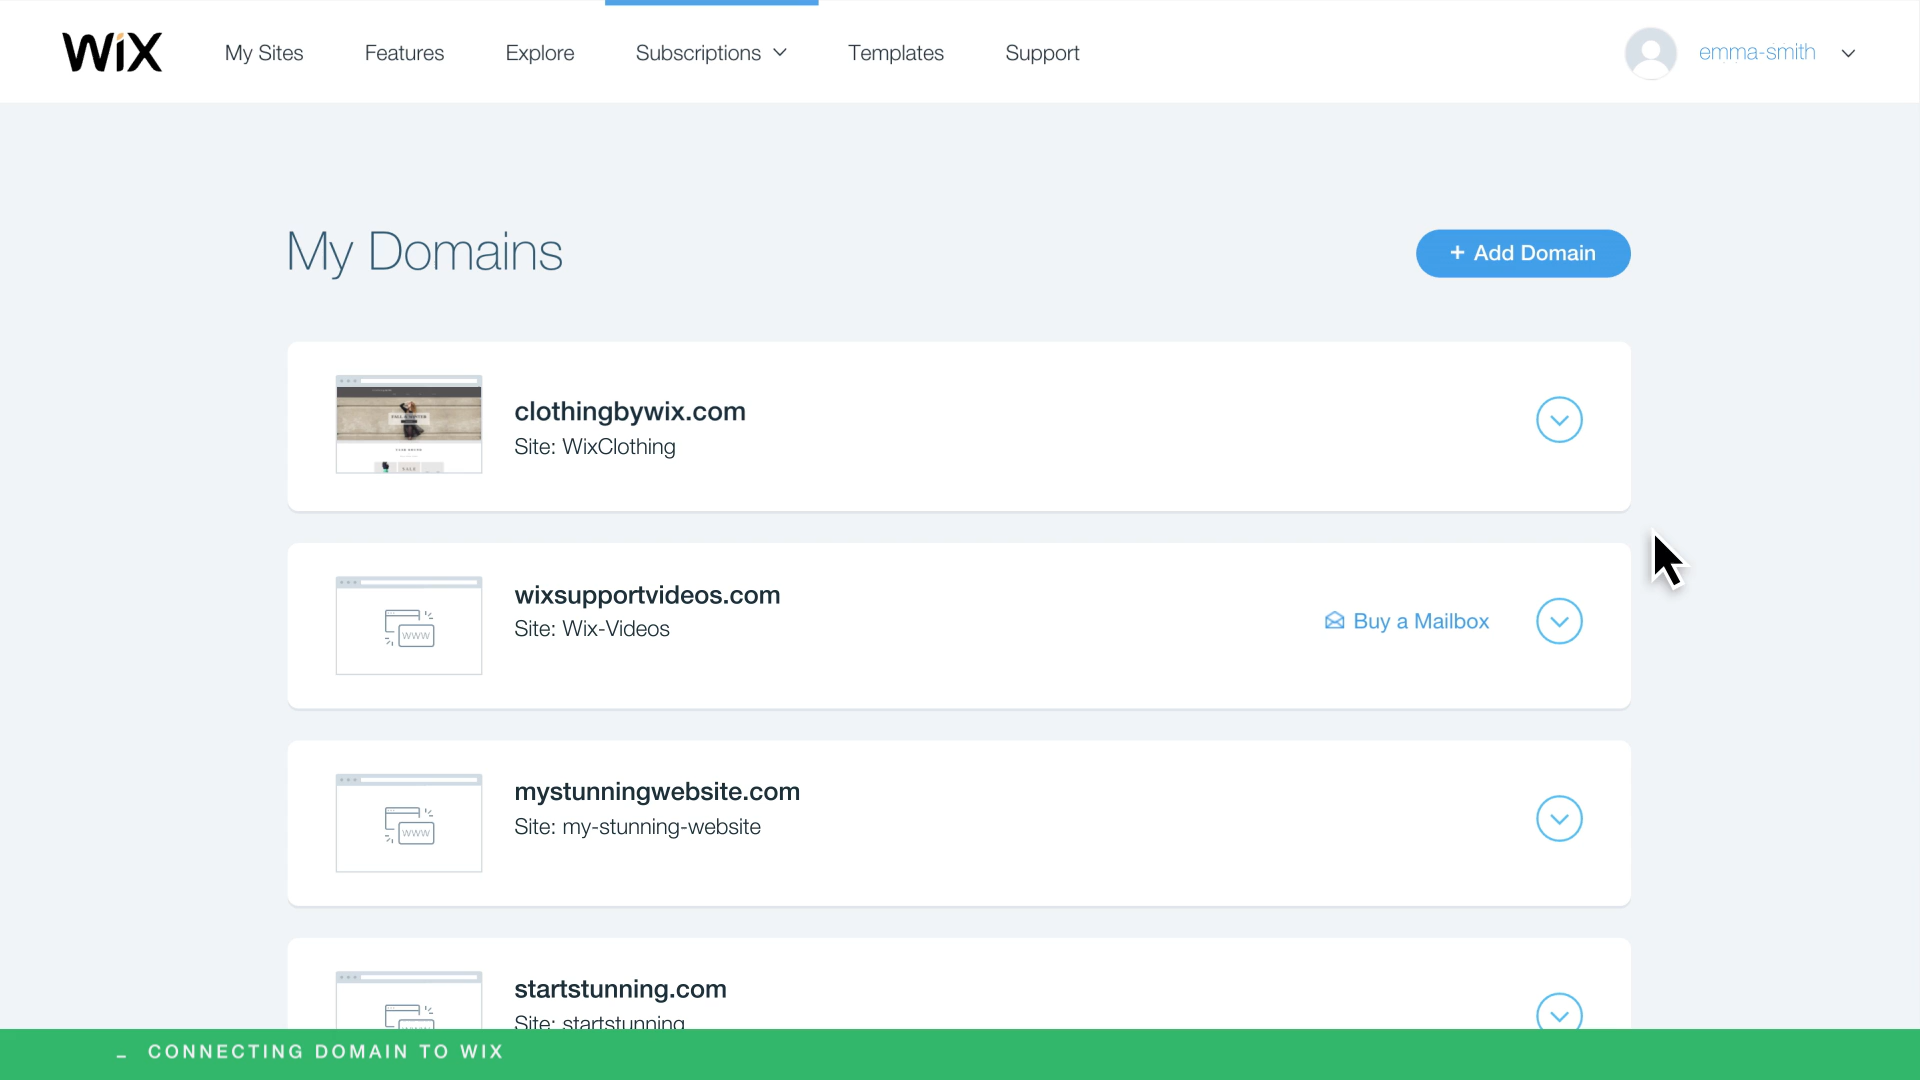 WiX
My Sites
Features
Explore
Subscriptions
Templates
Support
emma-smith
My Domains
+ Add Domain
clothingbywix.com
Site: WixClothing
wixsupportvideos.com
Site: Wix-Videos
www
Buy a Mailbox
mystunningwebsite.com
Site: my-stunning-website
www
startstunning.com
Site: startstunning
_ CONNECTING DOMAIN TO WIX